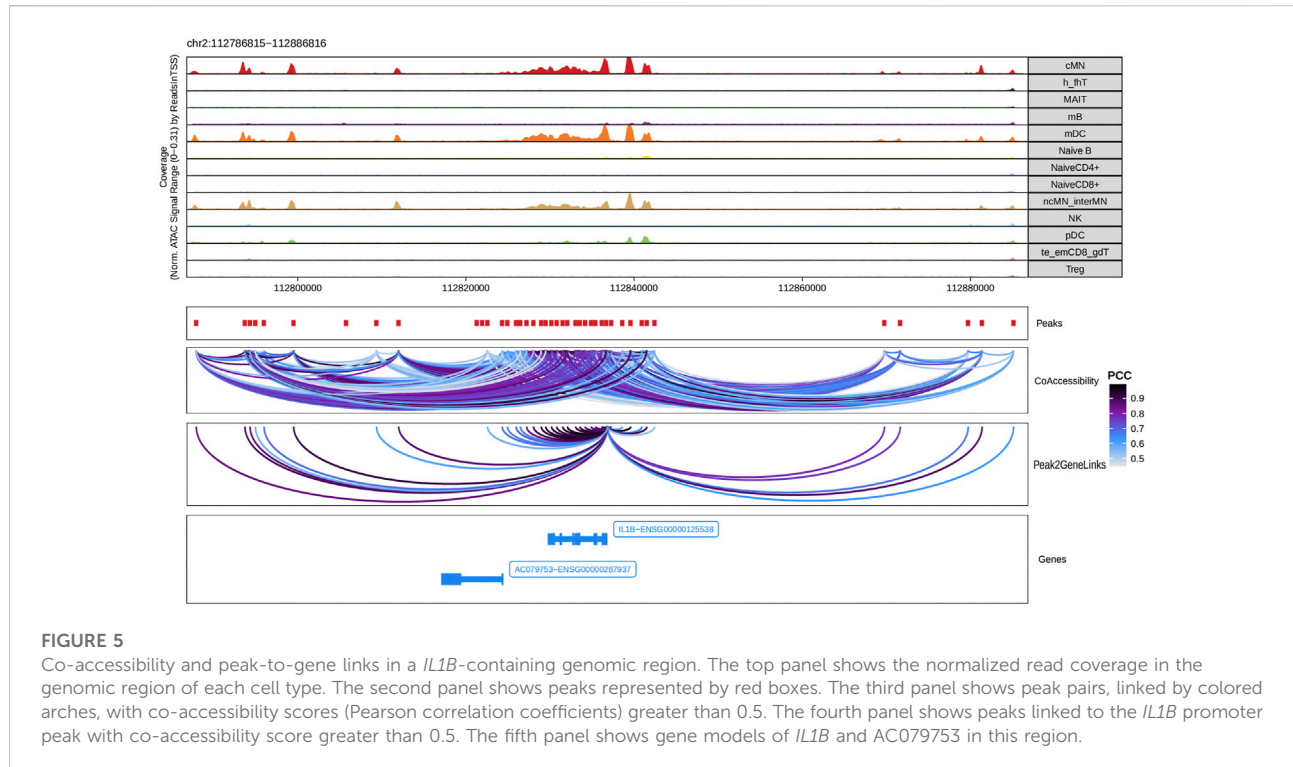 chr2:112786815−112886816
Coverage
(Norm. ATAC Signal Range (0−0.31) by ReadsInTSS)
cMN
h_fhT
MAIT
mB
mDC
Naive B
NaiveCD4+
NaiveCD8+
ncMN_interMN
NK
pDC
te_emCD8_gdT
Treg
112800000 112820000 112840000 112860000 112880000
Peaks
CoAccessibility
PCC
0.9
0.8
0.7
0.6
0.5
Peak2GeneLinks
IL1B−ENSG00000125538
AC079753−ENSG00000287937
Genes
FIGURE 5
Co-accessibility and peak-to-gene links in a IL1B-containing genomic region. The top panel shows the normalized read coverage in the
genomic region of each cell type. The second panel shows peaks represented by red boxes. The third panel shows peak pairs, linked by colored
arches, with co-accessibility scores (Pearson correlation coefficients) greater than 0.5. The fourth panel shows peaks linked to the IL1B promoter
peak with co-accessibility score greater than 0.5. The fifth panel shows gene models of IL1B and AC079753 in this region.